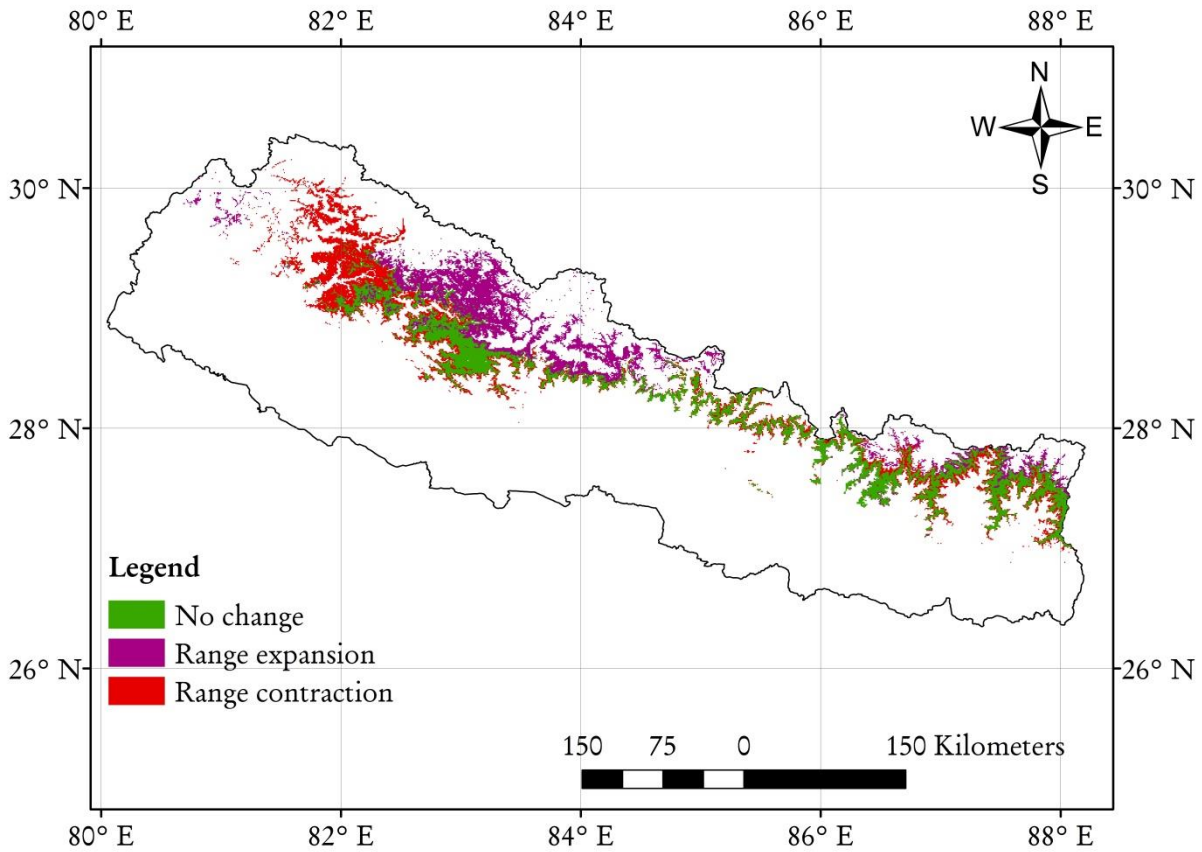 80° E 82° E 84° E 86° E 88° E
N
W E
S
30° N 30° N
28° N 28° N
26° N 26° N
Legend
No change
Range expansion
Range contraction
150 75 0 150 Kilometers
80° E 82° E 84° E 86° E 88° E